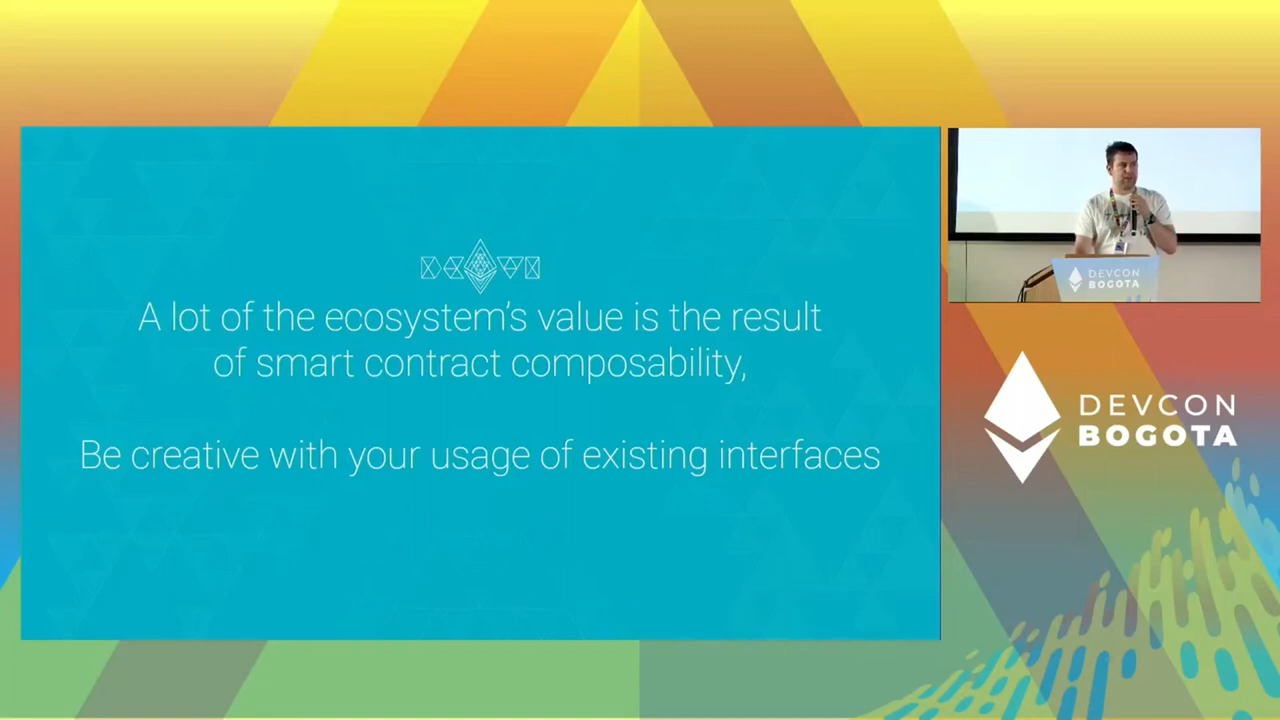 A lot of the ecosystem's value is the result
of smart contract composability,
Be creative with your usage of existing interfaces
DEVCON
BOGOTA
DEVCON
BOGOTA